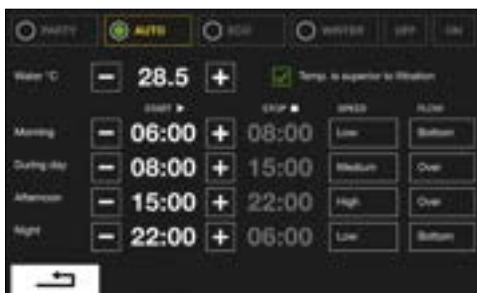 PARTY AUTO ECO WINTER OFF ON
Water °C − 28.5 + Temp. is superior to filtration
START ▶ STOP ■ SPEED FLOW
Morning − 06:00 + 08:00 Low Bottom
During day − 08:00 + 15:00 Medium Over
Afternoon − 15:00 + 22:00 High Over
Night − 22:00 + 06:00 Low Bottom